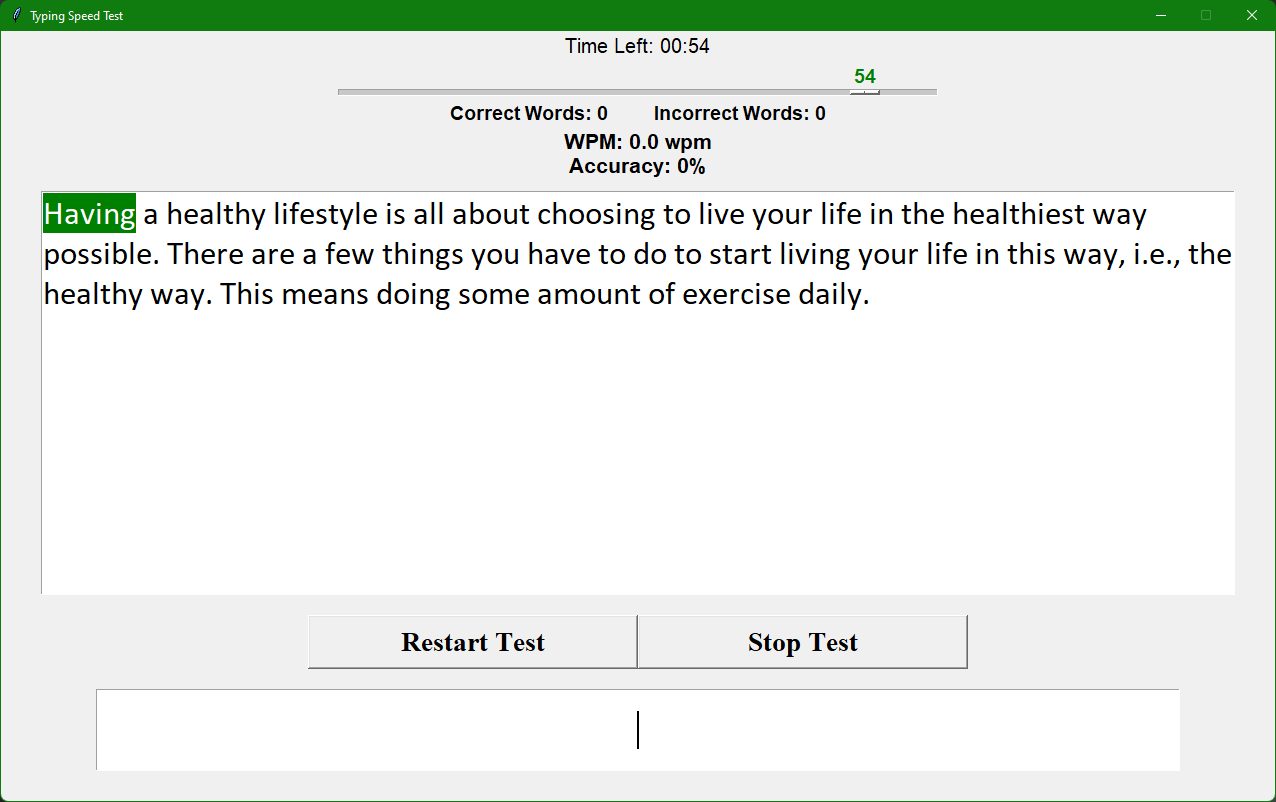 Typing Speed Test
Time Left: 00:54
54
Correct Words: 0 Incorrect Words: 0
WPM: 0.0 wpm
Accuracy: 0%
Having a healthy lifestyle is all about choosing to live your life in the healthiest way
possible. There are a few things you have to do to start living your life in this way, i.e., the
healthy way. This means doing some amount of exercise daily.
Restart Test Stop Test